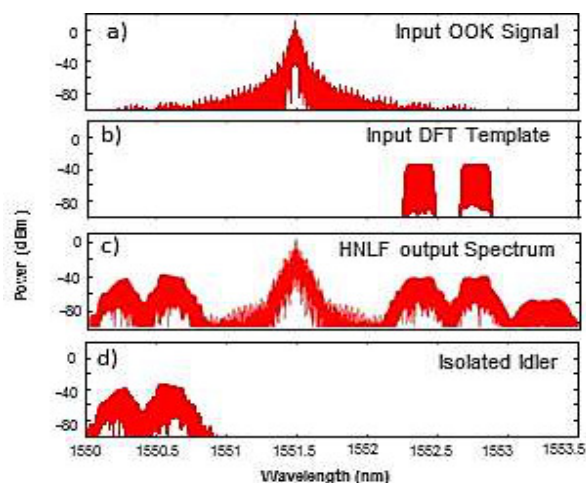 a)
Input OOK Signal
0
-40
-80
b)
Input DFT Template
0
-40
-80
c)
HNLF output Spectrum
0
-40
-80
d)
Isolated Idler
0
-40
-80
1550
1550.5
1551
1551.5
1552
1552.5
1553
1553.5
Wavelength (nm)
Power (dBm)